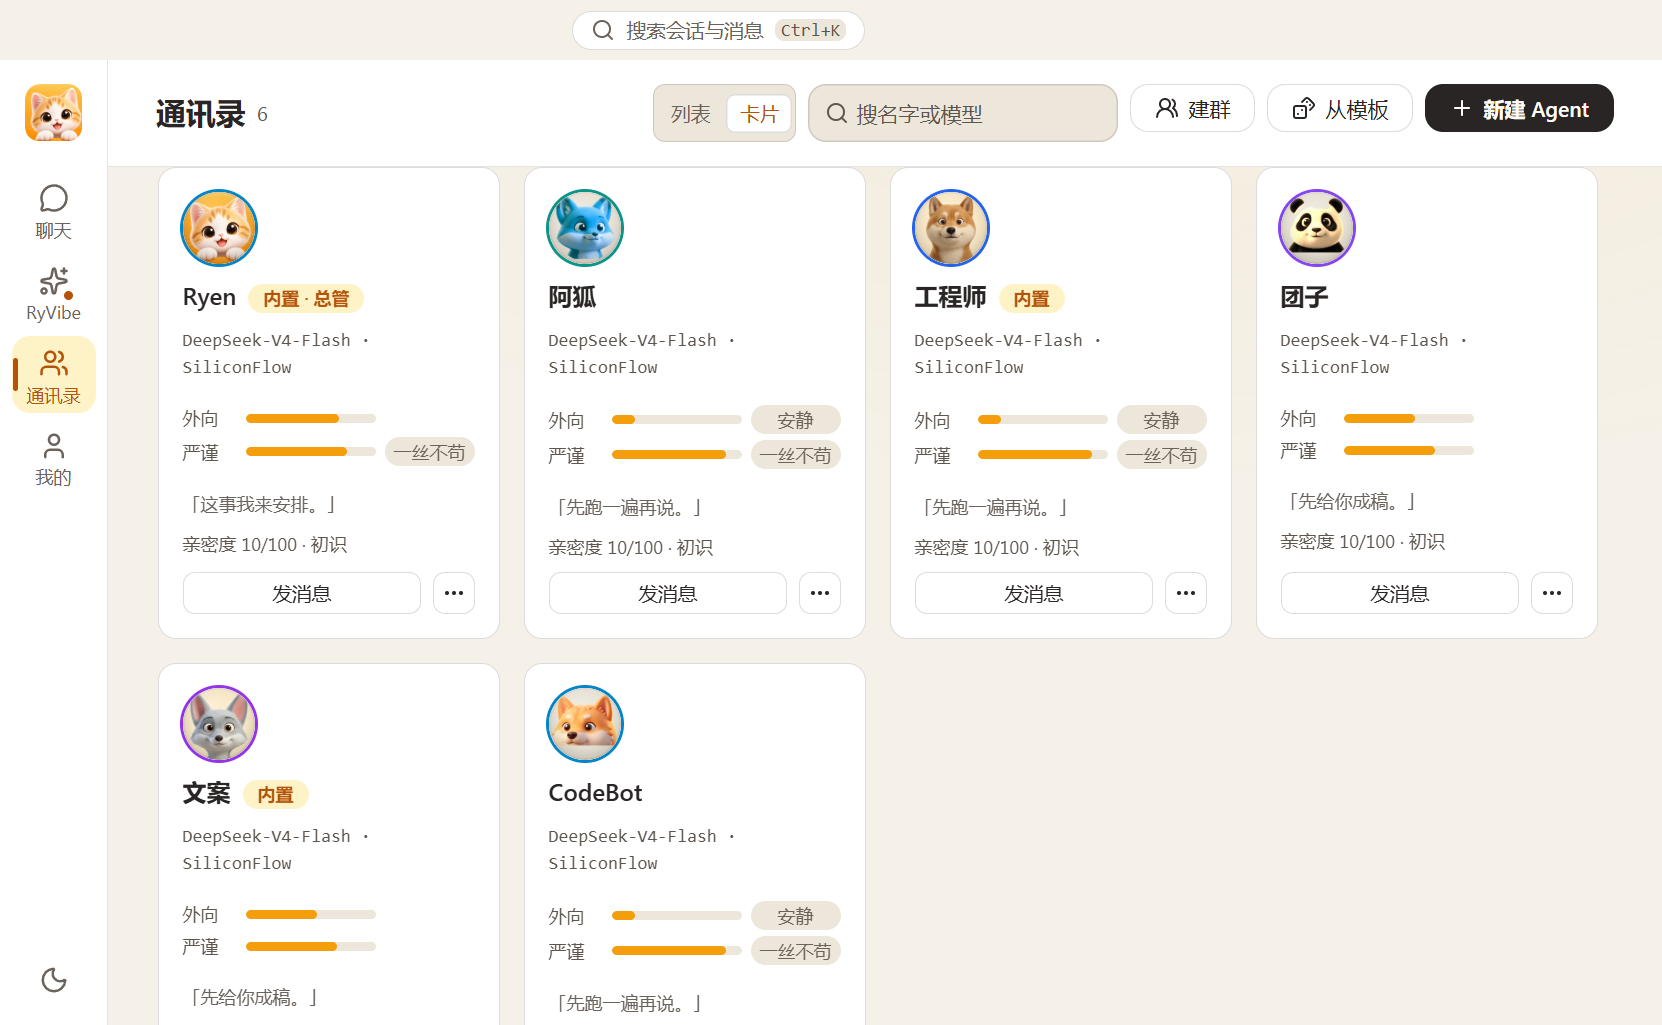 搜索会话与消息 Ctrl+K
聊天
RyVibe
通讯录
我的
通讯录 6
列表 卡片
搜名字或模型
建群
从模板
新建 Agent
Ryen 内置 · 总管
DeepSeek-V4-Flash ·
SiliconFlow
外向
严谨 一丝不苟
「这事我来安排。」
亲密度 10/100 · 初识
发消息
阿狐
DeepSeek-V4-Flash ·
SiliconFlow
外向 安静
严谨 一丝不苟
「先跑一遍再说。」
亲密度 10/100 · 初识
发消息
工程师 内置
DeepSeek-V4-Flash ·
SiliconFlow
外向 安静
严谨 一丝不苟
「先跑一遍再说。」
亲密度 10/100 · 初识
发消息
团子
DeepSeek-V4-Flash ·
SiliconFlow
外向
严谨
「先给你成稿。」
亲密度 10/100 · 初识
发消息
文案 内置
DeepSeek-V4-Flash ·
SiliconFlow
外向
严谨
「先给你成稿。」
CodeBot
DeepSeek-V4-Flash ·
SiliconFlow
外向 安静
严谨 一丝不苟
「先跑一遍再说。」